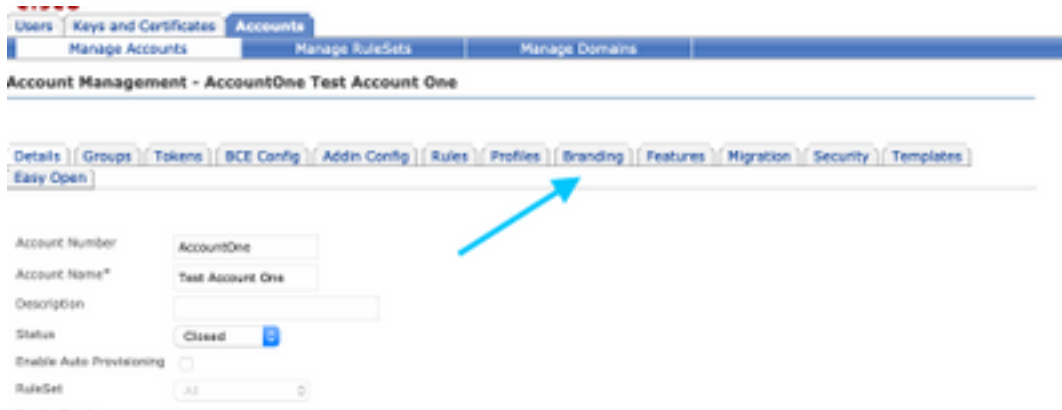 Users Keys and Certificates Accounts
Manage Accounts Manage RuleSets Manage Domains
Account Management - AccountOne Test Account One
Details Groups Tokens BCE Config Addin Config Rules Profiles Branding Features Migration Security Templates
Easy Open
Account Number AccountOne
Account Name* Test Account One
Description
Status Closed
Enable Auto Provisioning
RuleSet All